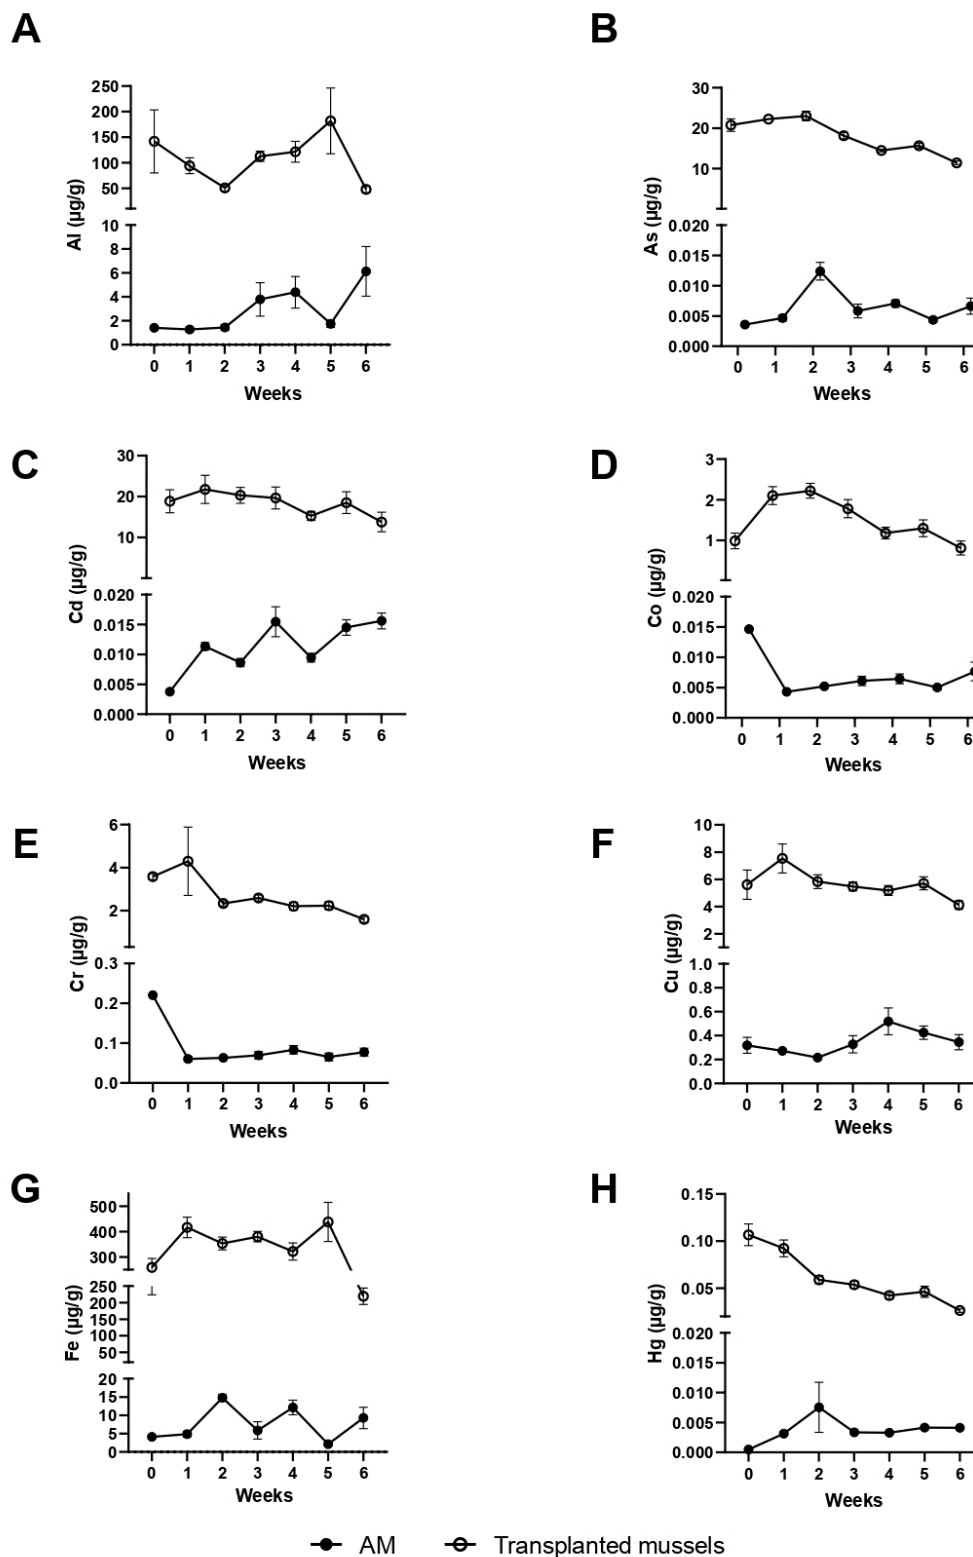 A
B
250
200
150
100
50
10
8
6
4
2
0
Al (µg/g)
0 1 2 3 4 5 6
Weeks
30
20
10
0.020
0.015
0.010
0.005
0.000
As (µg/g)
0 1 2 3 4 5 6
Weeks
C
D
30
20
10
0.020
0.015
0.010
0.005
0.000
Cd (µg/g)
0 1 2 3 4 5 6
Weeks
3
2
1
0.020
0.015
0.010
0.005
0.000
Co (µg/g)
0 1 2 3 4 5 6
Weeks
E
F
6
4
2
0.3
0.2
0.1
0.0
Cr (µg/g)
0 1 2 3 4 5 6
Weeks
10
8
6
4
2
1.0
0.8
0.6
0.4
0.2
0.0
Cu (µg/g)
0 1 2 3 4 5 6
Weeks
G
H
500
400
300
250
200
150
100
50
20
15
10
5
0
Fe (µg/g)
0 1 2 3 4 5 6
Weeks
0.15
0.10
0.05
0.020
0.015
0.010
0.005
0.000
Hg (µg/g)
0 1 2 3 4 5 6
Weeks
AM Transplanted mussels